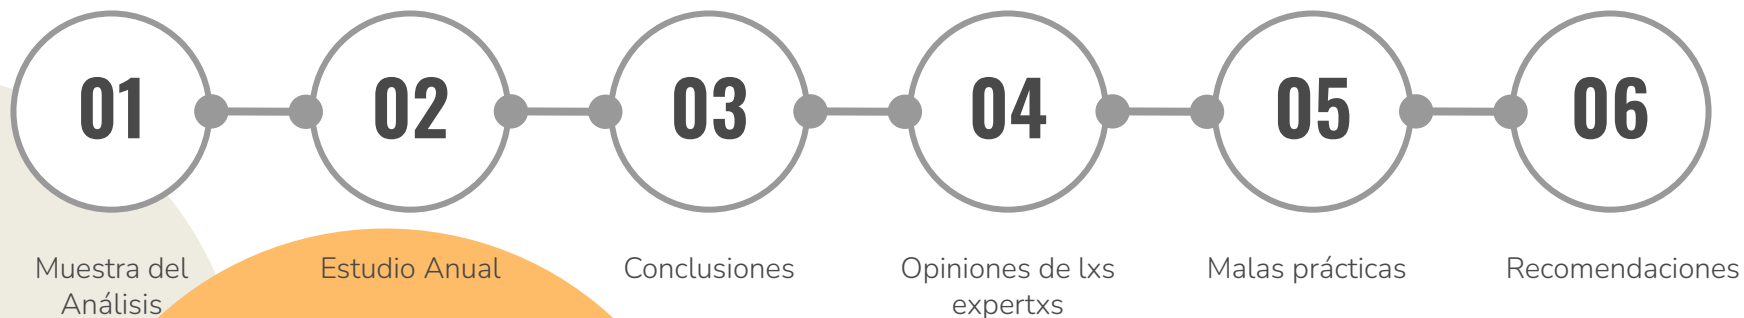 01
02
03
04
05
06
Muestra del
Análisis
Estudio Anual
Conclusiones
Opiniones de lxs
expertxs
Malas prácticas
Recomendaciones